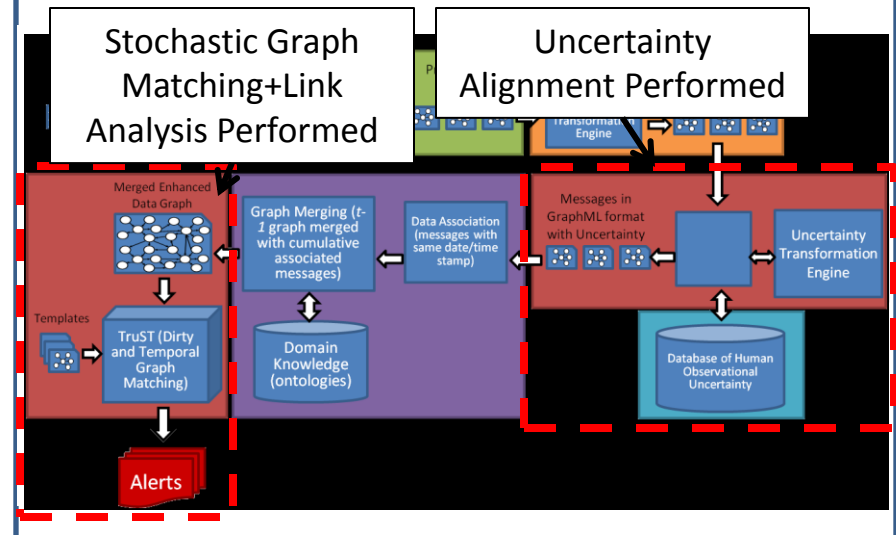 Stochastic Graph
Matching+Link
Analysis Performed
Uncertainty
Alignment Performed
Transformation
Engine
Merged Enhanced
Data Graph
Templates
TruST (Dirty
and Temporal
Graph
Matching)
Alerts
Graph Merging (t-
1 graph merged
with cumulative
associated
messages)
Domain
Knowledge
(ontologies)
Data Association
(messages with
same date/time
stamp)
Messages in
GraphML format
with Uncertainty
Uncertainty
Transformation
Engine
Database of Human
Observational
Uncertainty